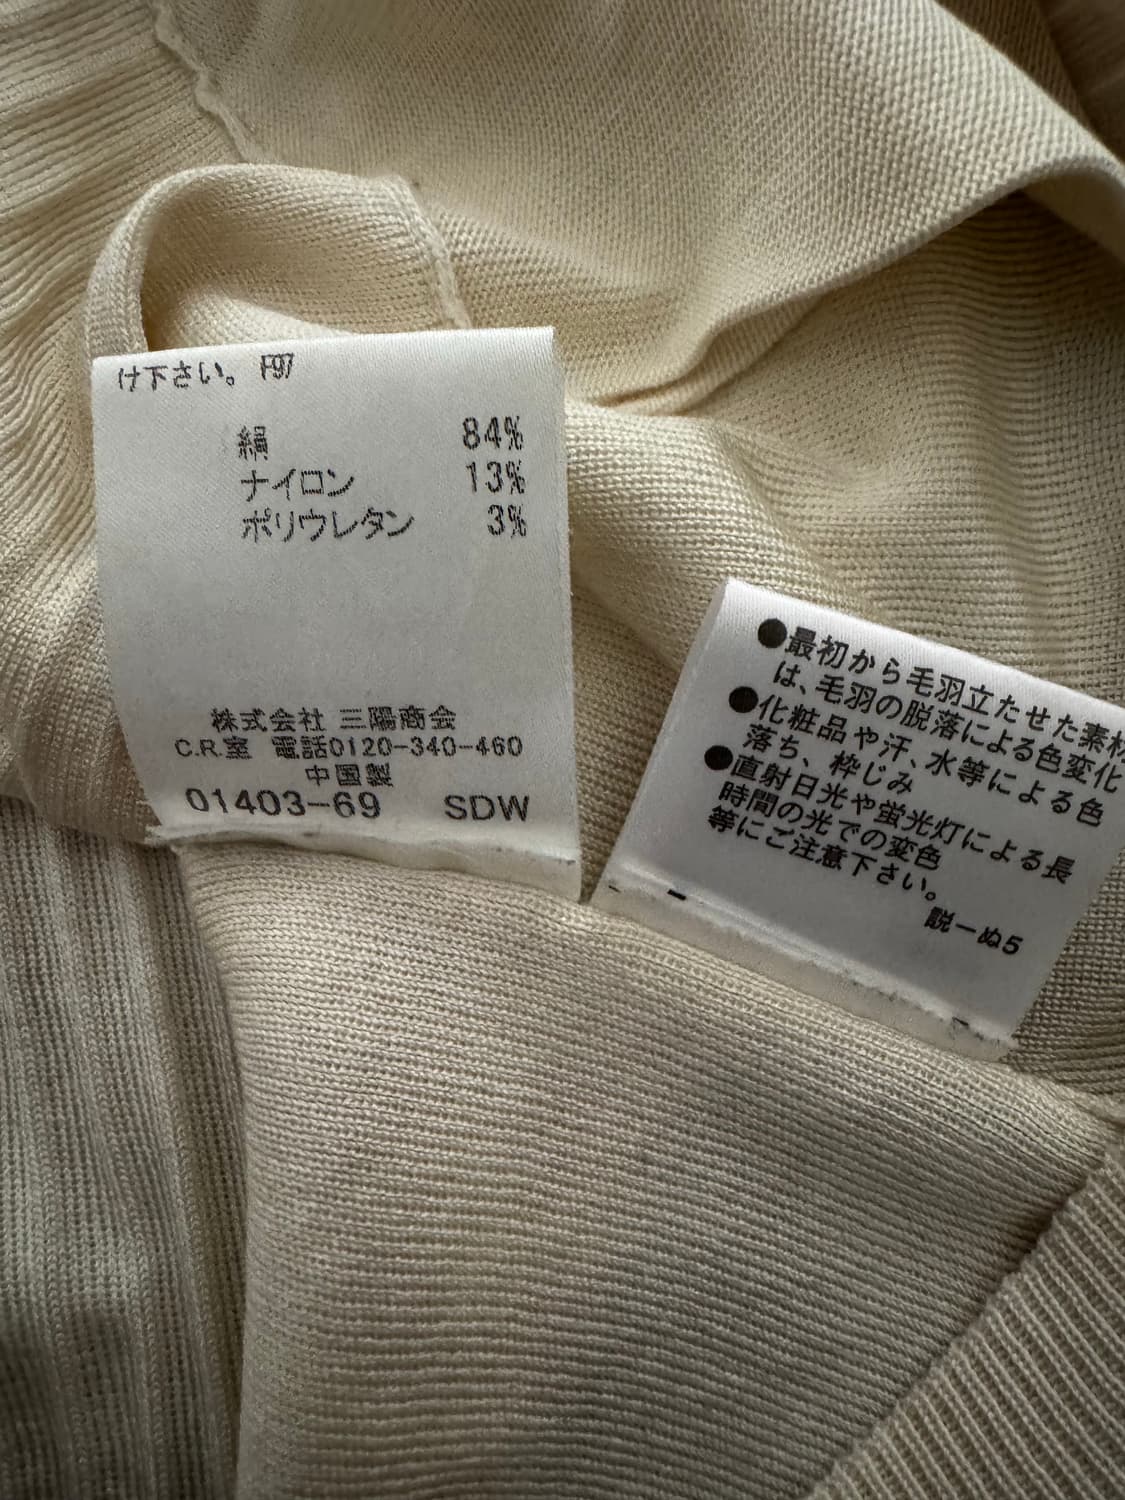 け下さい。 F97
絹 84%
ナイロン 13%
ポリウレタン 3%
株式会社 三陽商会
C.R.室 電話0120-340-460
中国製
01403-69 SDW
●最初から毛羽立たせた素材
は、毛羽の脱落による色変化
●化粧品や汗、水等による色
落ち、枠じみ
●直射日光や蛍光灯による長
時間の光での変色
等にご注意下さい。
説ーぬ5